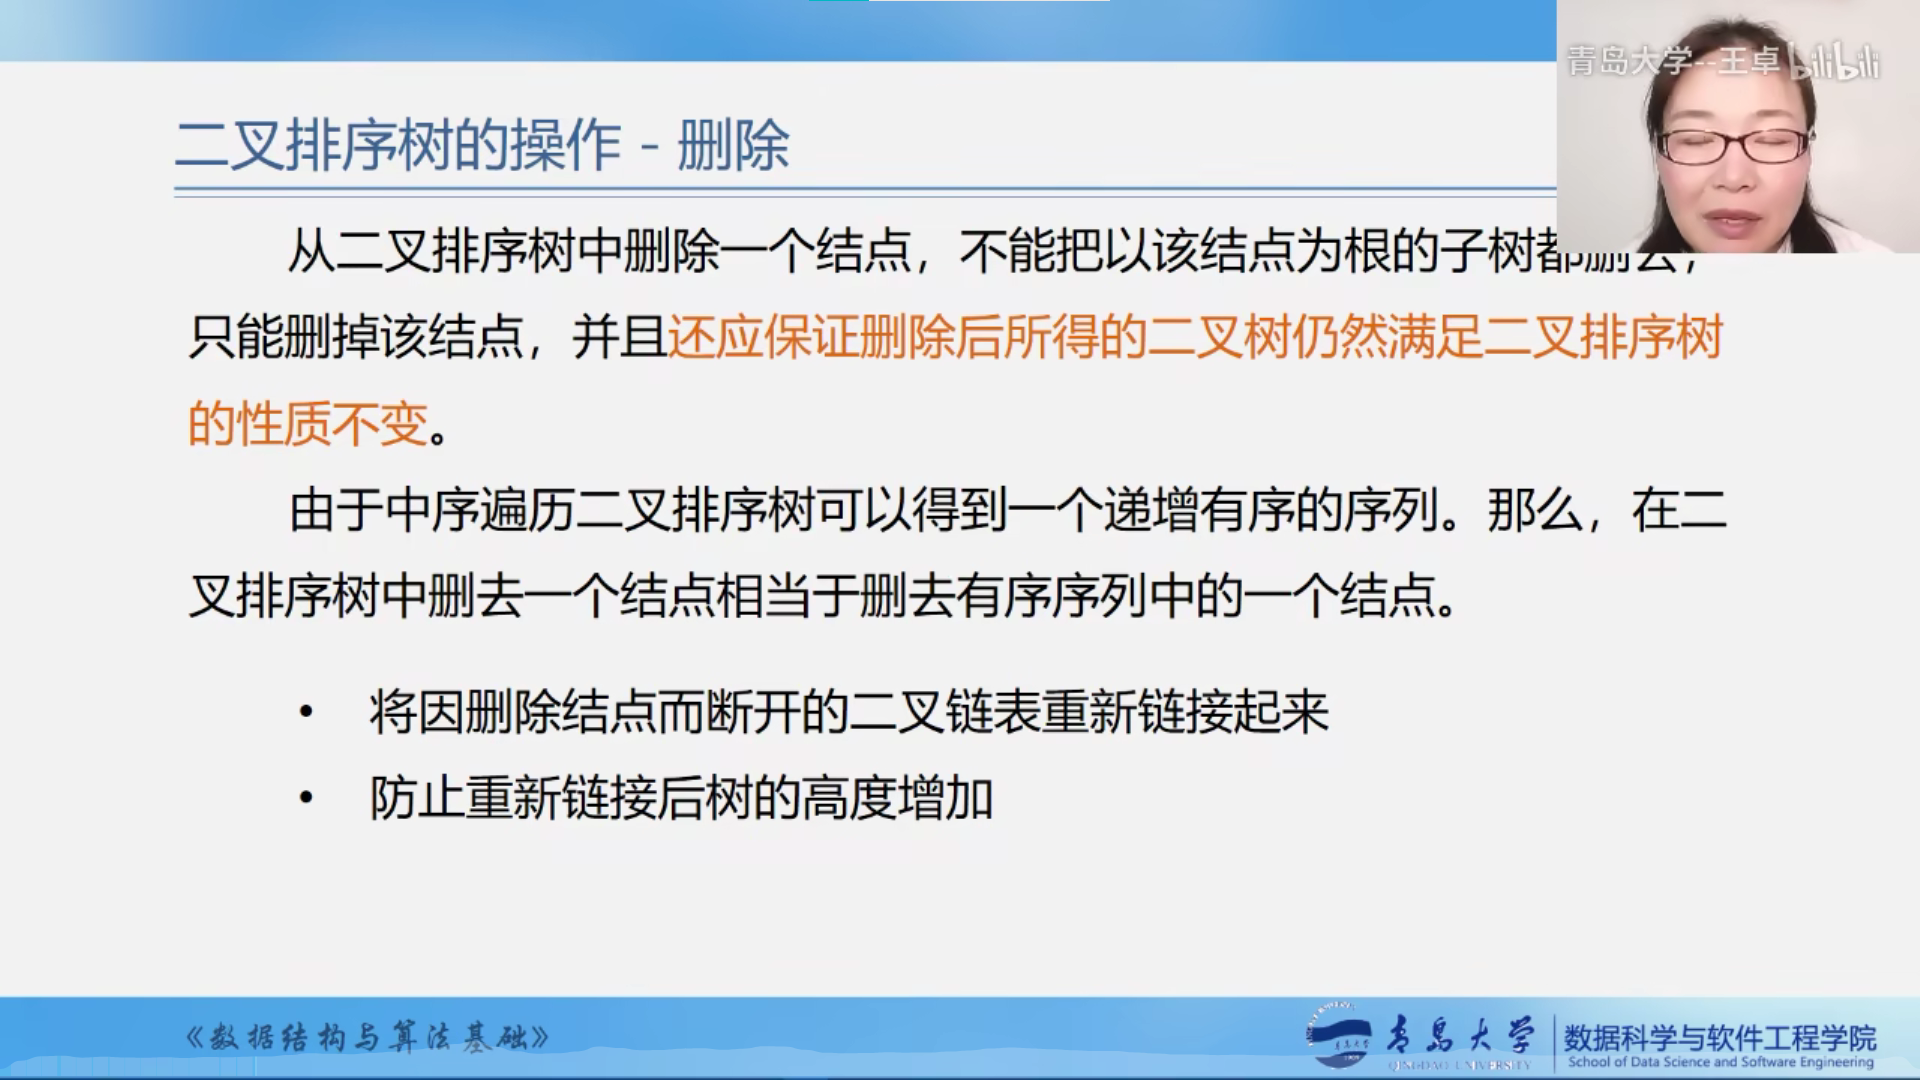 青岛大学--王卓 bilibili
二叉排序树的操作 - 删除
从二叉排序树中删除一个结点，不能把以该结点为根的子树都删去，
只能删掉该结点，并且还应保证删除后所得的二叉树仍然满足二叉排序树
的性质不变。
由于中序遍历二叉排序树可以得到一个递增有序的序列。那么，在二
叉排序树中删去一个结点相当于删去有序序列中的一个结点。
• 将因删除结点而断开的二叉链表重新链接起来
• 防止重新链接后树的高度增加
《数据结构与算法基础》
青岛大学
QINGDAO UNIVERSITY
数据科学与软件工程学院
School of Data Science and Software Engineering